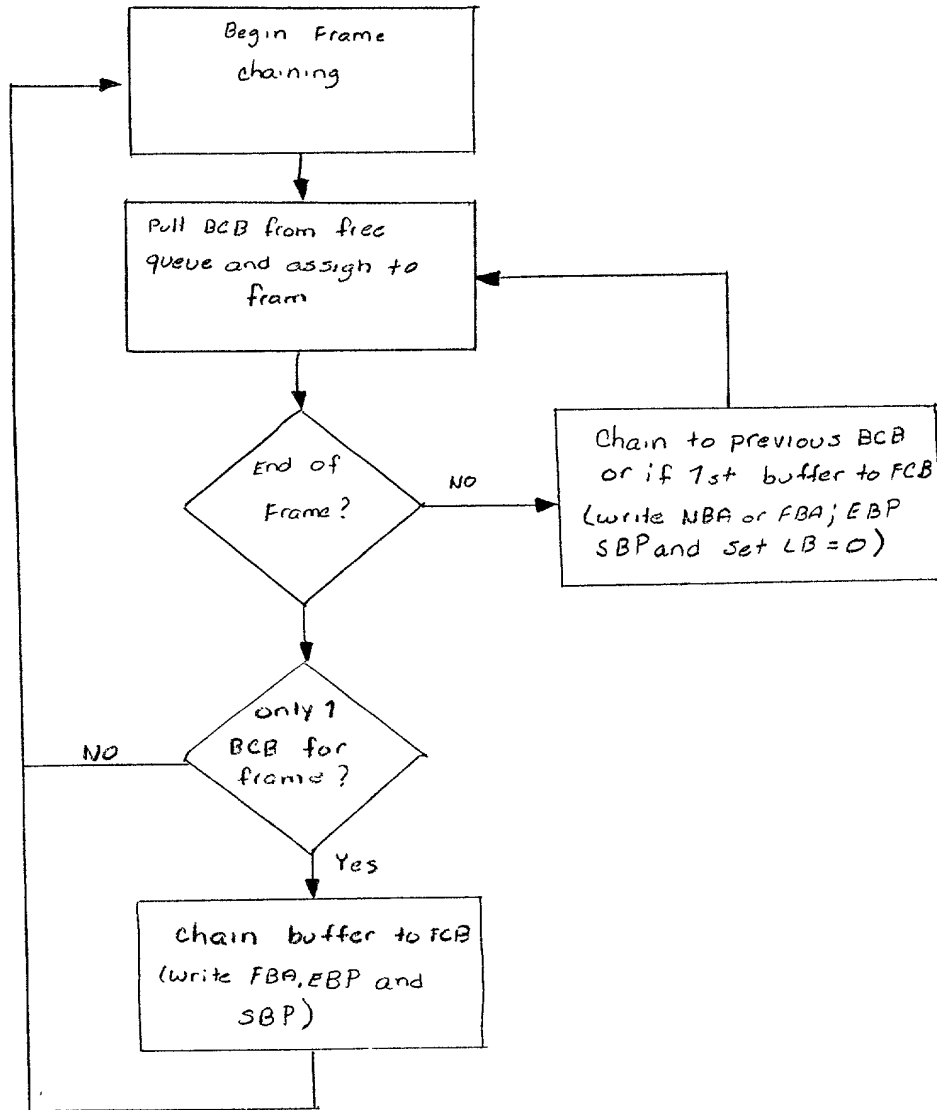 Begin Frame
chaining
Pull BCB from free
queue and assigh to
fram
End of
Frame?
NO
Chain to previous BCB
or if 1st buffer to FCB
(write NBA or FBA; EBP
SBP and set LB=0)
only 1
BCB for
frame?
NO
Yes
chain buffer to FCB
(write FBA, EBP and
SBP)